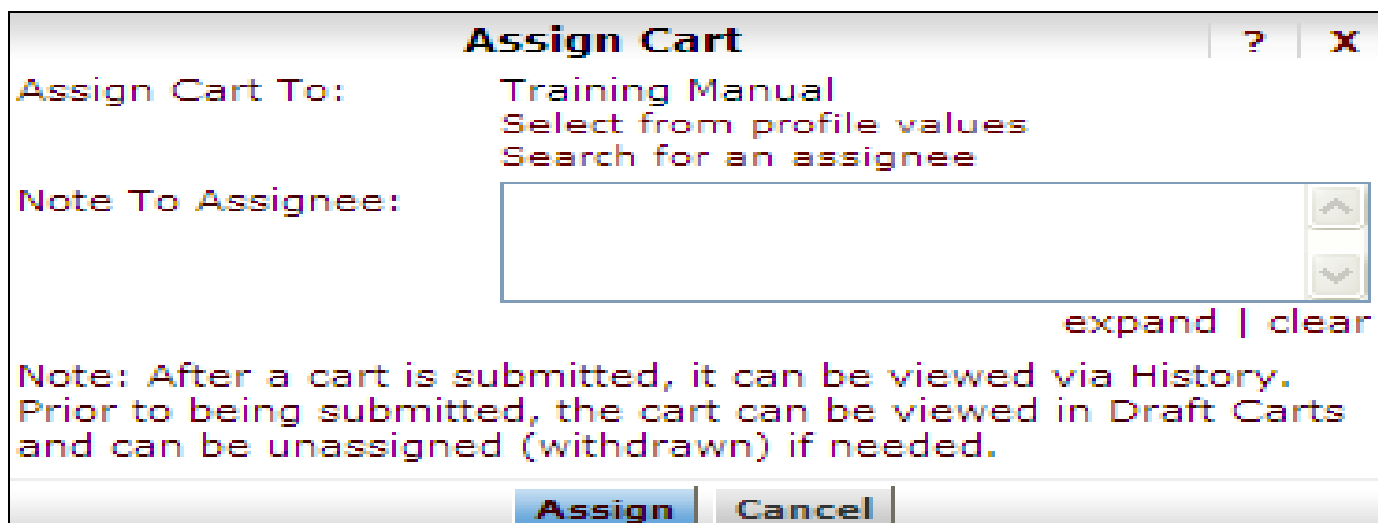 Assign Cart ? X
Assign Cart To: Training Manual
Select from profile values
Search for an assignee
Note To Assignee:
expand | clear
Note: After a cart is submitted, it can be viewed via History.
Prior to being submitted, the cart can be viewed in Draft Carts
and can be unassigned (withdrawn) if needed.
Assign Cancel